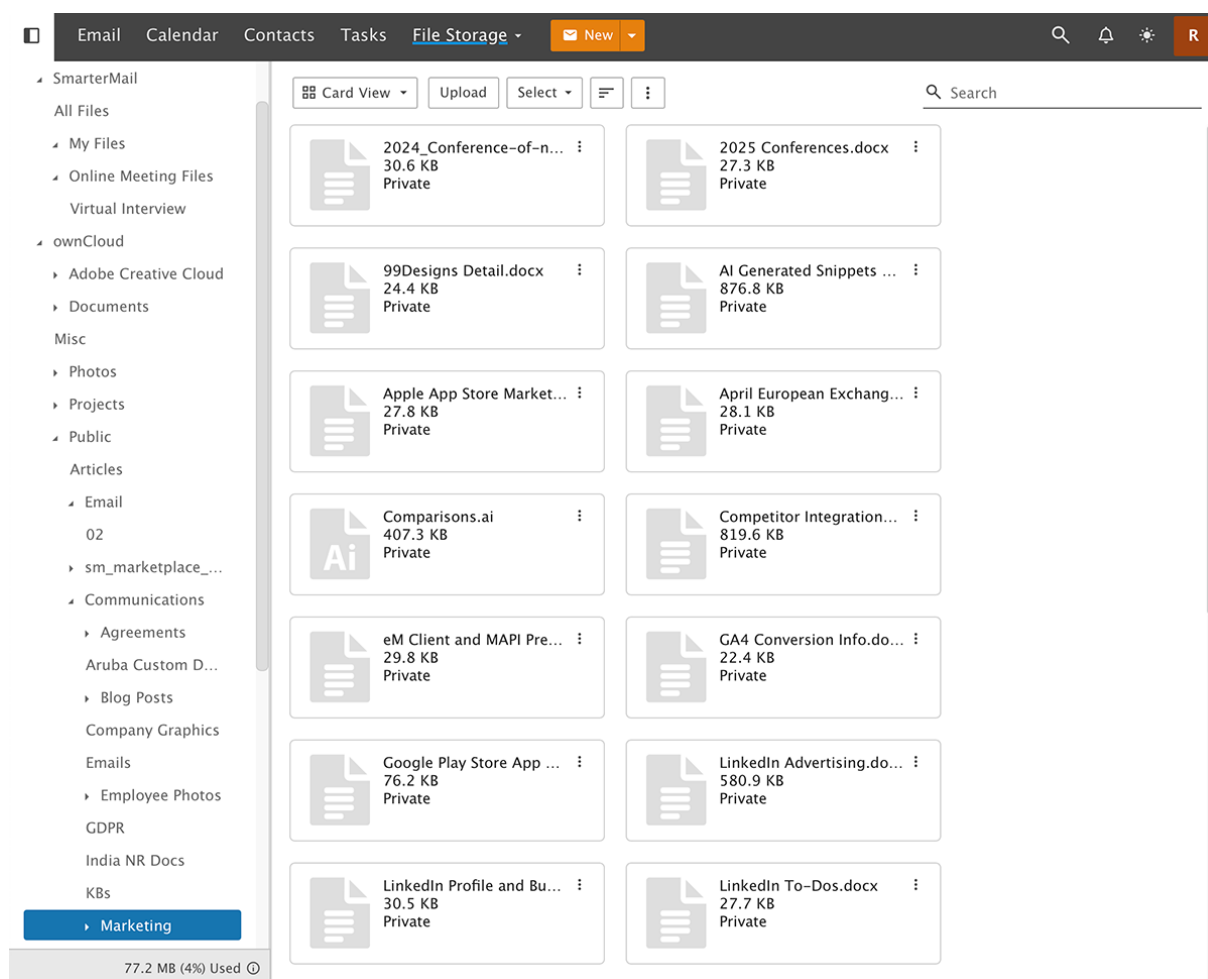 Email Calendar Contacts Tasks File Storage New R
SmarterMail
All Files
My Files
Online Meeting Files
Virtual Interview
ownCloud
Adobe Creative Cloud
Documents
Misc
Photos
Projects
Public
Articles
Email
02
sm_marketplace_...
Communications
Agreements
Aruba Custom D...
Blog Posts
Company Graphics
Emails
Employee Photos
GDPR
India NR Docs
KBs
Marketing
77.2 MB (4%) Used
Card View Upload Select Search
2024_Conference-of-n...
30.6 KB
Private
2025 Conferences.docx
27.3 KB
Private
99Designs Detail.docx
24.4 KB
Private
AI Generated Snippets ...
876.8 KB
Private
Apple App Store Market...
27.8 KB
Private
April European Exchang...
28.1 KB
Private
Ai
Comparisons.ai
407.3 KB
Private
Competitor Integration...
819.6 KB
Private
eM Client and MAPI Pre...
29.8 KB
Private
GA4 Conversion Info.do...
22.4 KB
Private
Google Play Store App ...
76.2 KB
Private
LinkedIn Advertising.do...
580.9 KB
Private
LinkedIn Profile and Bu...
30.5 KB
Private
LinkedIn To-Dos.docx
27.7 KB
Private